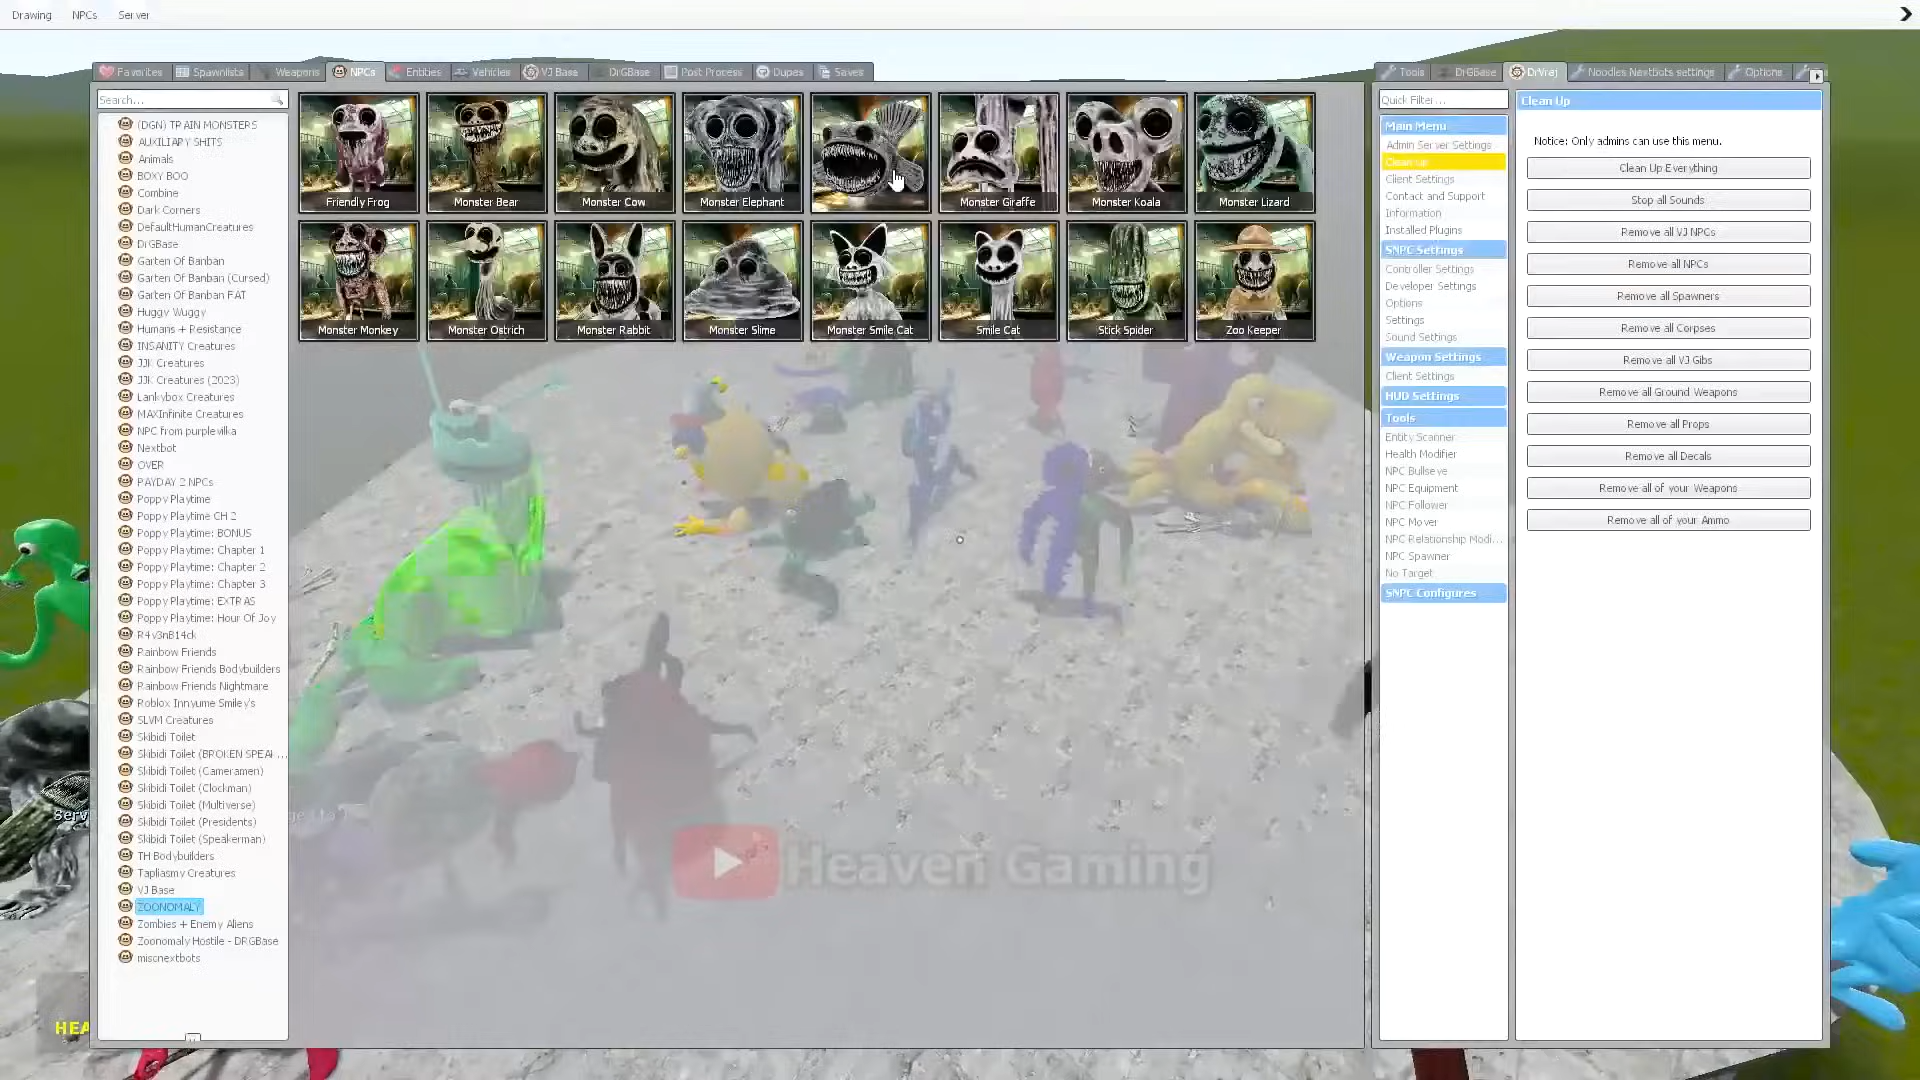 Drawing NPCs Server
Favorites Spawnlists Weapons NPCs Entities Vehicles VJ Base DrGBase Post Process Dupes Saves
Tools DrGBase DrVrej Noodles Nextbots settings Options
Search...
(DGN) TRAIN MONSTERS
AUXILIARY SHITS
Animals
BOXY BOO
Combine
Dark Corners
DefaultHumanCreatures
DrGBase
Garten Of Banban
Garten Of Banban (Cursed)
Garten Of Banban FAT
Huggy Wuggy
Humans + Resistance
INSANITY Creatures
JJK Creatures
JJK Creatures (2023)
Lankybox Creatures
MAXInfinite Creatures
NPC from purplevilka
Nextbot
OVER
PAYDAY 2 NPCs
Poppy Playtime
Poppy Playtime CH 2
Poppy Playtime: BONUS
Poppy Playtime: Chapter 1
Poppy Playtime: Chapter 2
Poppy Playtime: Chapter 3
Poppy Playtime: EXTRAS
Poppy Playtime: Hour Of Joy
R4v3nB14ck
Rainbow Friends
Rainbow Friends Bodybuilders
Rainbow Friends Nightmare
Roblox Innyume Smiley's
SLVM Creatures
Skibidi Toilet
Skibidi Toilet (BROKEN SPEAK...
Skibidi Toilet (Cameramen)
Skibidi Toilet (Clockman)
Skibidi Toilet (Multiverse)
Skibidi Toilet (Presidents)
Skibidi Toilet (Speakerman)
TH Bodybuilders
Tapliasmy Creatures
VJ Base
ZOONOMALY
Zombies + Enemy Aliens
Zoonomaly Hostile - DRGBase
miscnextbots
Friendly Frog
Monster Bear
Monster Cow
Monster Elephant
Monster Giraffe
Monster Koala
Monster Lizard
Monster Monkey
Monster Ostrich
Monster Rabbit
Monster Slime
Monster Smile Cat
Smile Cat
Stick Spider
Zoo Keeper
Heaven Gaming
Serv
HEA
Quick Filter...
Main Menu
Admin Server Settings
Clean Up
Client Settings
Contact and Support
Information
Installed Plugins
SNPC Settings
Controller Settings
Developer Settings
Options
Settings
Sound Settings
Weapon Settings
Client Settings
HUD Settings
Tools
Entity Scanner
Health Modifier
NPC Bullseye
NPC Equipment
NPC Follower
NPC Mover
NPC Relationship Modi...
NPC Spawner
No Target
SNPC Configures
Clean Up
Notice: Only admins can use this menu.
Clean Up Everything
Stop all Sounds
Remove all VJ NPCs
Remove all NPCs
Remove all Spawners
Remove all Corpses
Remove all VJ Gibs
Remove all Ground Weapons
Remove all Props
Remove all Decals
Remove all of your Weapons
Remove all of your Ammo